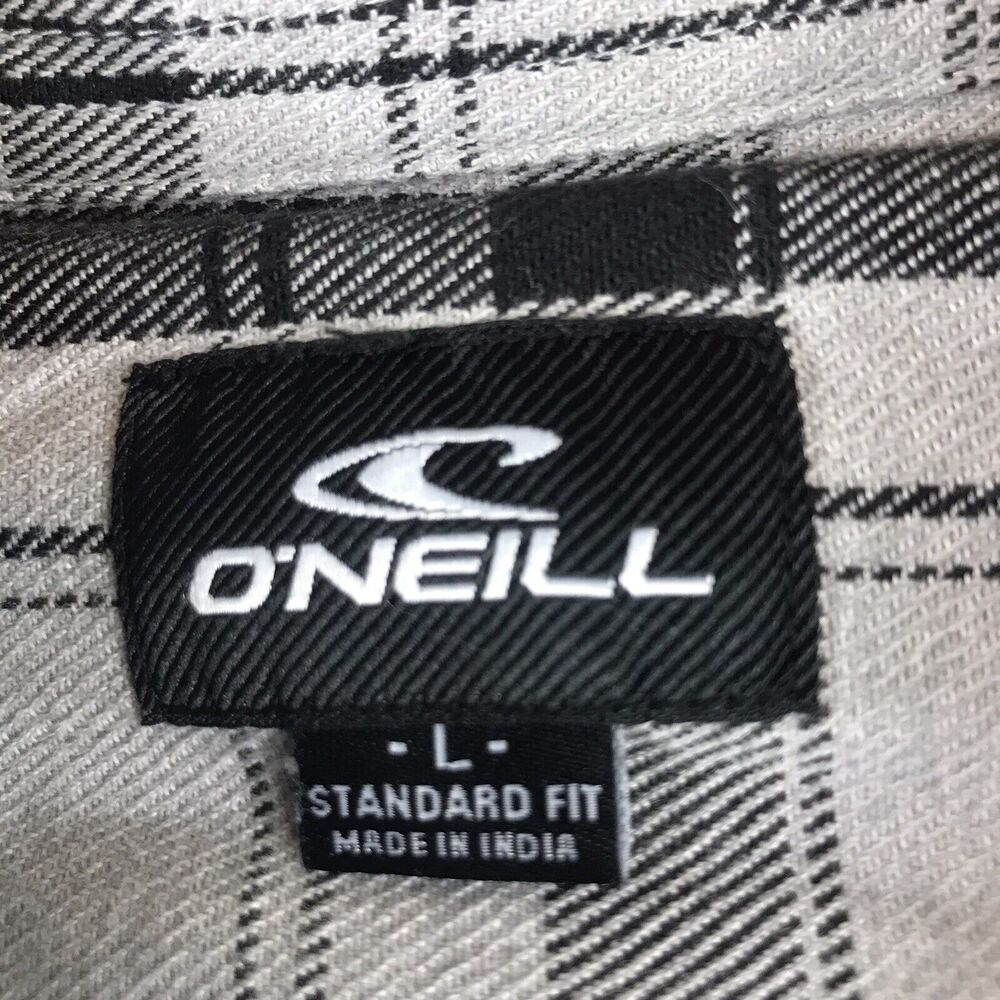 O'NEILL
- L -
STANDARD FIT
MADE IN INDIA